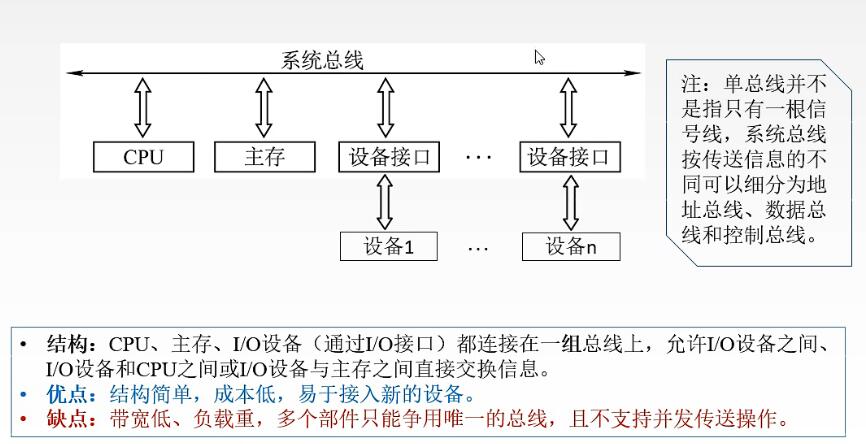 系统总线
CPU
主存
设备接口
···
设备接口
设备1
···
设备n
注：单总线并不
是指只有一根信
号线，系统总线
按传送信息的不
同可以细分为地
址总线、数据总
线和控制总线。
• 结构：CPU、主存、I/O设备（通过I/O接口）都连接在一组总线上，允许I/O设备之间、
I/O设备和CPU之间或I/O设备与主存之间直接交换信息。
• 优点：结构简单，成本低，易于接入新的设备。
• 缺点：带宽低、负载重，多个部件只能争用唯一的总线，且不支持并发传送操作。